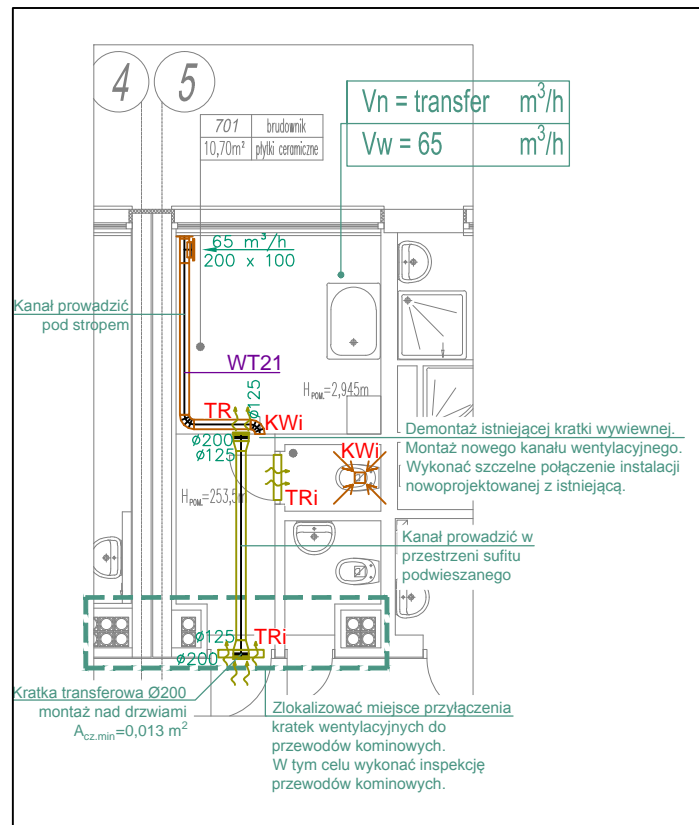 4
5
Vn = transfer m³/h
Vw = 65 m³/h
701 brudownik
10,70m² płytki ceramiczne
65 m³/h
200 x 100
Kanał prowadzić
pod stropem
WT21
ø125
H POM.=2,945m
TR
KWi
ø200
ø125
Demontaż istniejącej kratki wywiewnej.
Montaż nowego kanału wentylacyjnego.
Wykonać szczelne połączenie instalacji
nowoprojektowanej z istniejącą.
KWi
TRi
H POM.=253,5
Kanał prowadzić w
przestrzeni sufitu
podwieszanego
ø125
TRi
ø200
Kratka transferowa Ø200
montaż nad drzwiami
Acz.min=0,013 m²
Zlokalizować miejsce przyłączenia
kratek wentylacyjnych do
przewodów kominowych.
W tym celu wykonać inspekcję
przewodów kominowych.